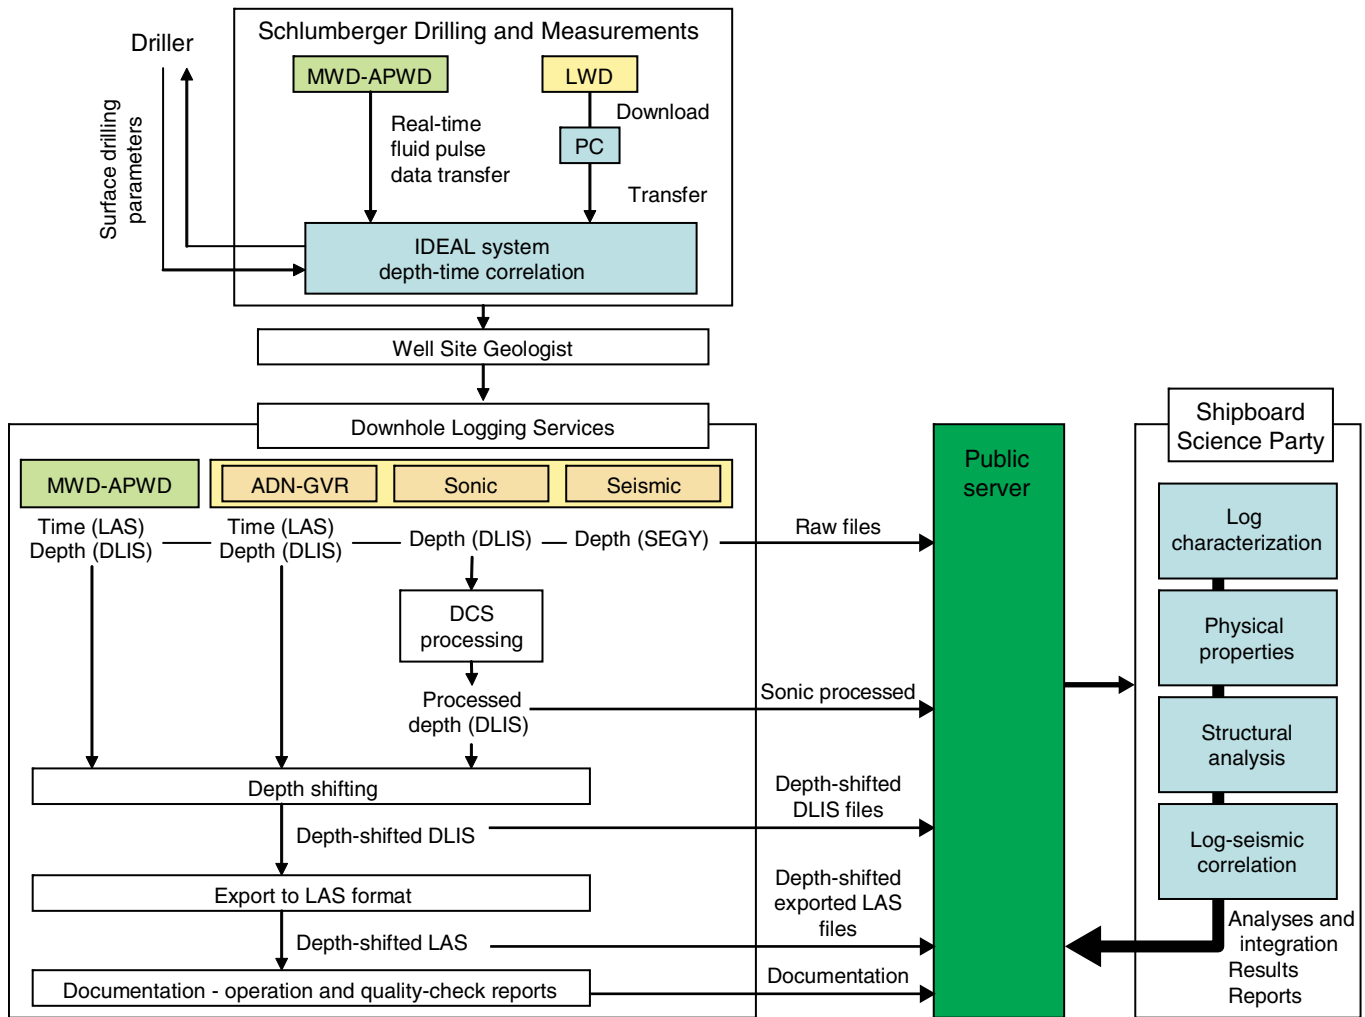 Schlumberger Drilling and Measurements
Driller
MWD-APWD
LWD
Download
Real-time
fluid pulse
data transfer
PC
Transfer
Surface drilling
parameters
IDEAL system
depth-time correlation
Well Site Geologist
Downhole Logging Services
MWD-APWD
ADN-GVR
Sonic
Seismic
Time (LAS)
Depth (DLIS)
Time (LAS)
Depth (DLIS)
Depth (DLIS)
Depth (SEGY)
Raw files
DCS
processing
Processed
depth (DLIS)
Sonic processed
Depth shifting
Depth-shifted
DLIS files
Depth-shifted DLIS
Export to LAS format
Depth-shifted
exported LAS
files
Depth-shifted LAS
Documentation
Documentation - operation and quality-check reports
Public
server
Shipboard
Science Party
Log
characterization
Physical
properties
Structural
analysis
Log-seismic
correlation
Analyses and
integration
Results
Reports